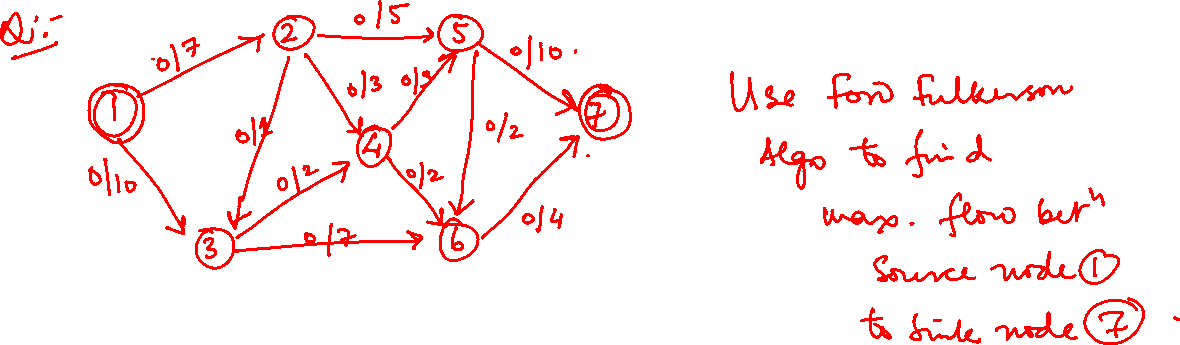 Qi:-
0/7
2
0/5
5
0/10.
1
0/3
7
4
0/2
0/10
0/2
0/2
0/4
3
0/7
6
Use Ford Fulkerson
Algo to find
max. flow betⁿ
Source node 1
to sink node 7.